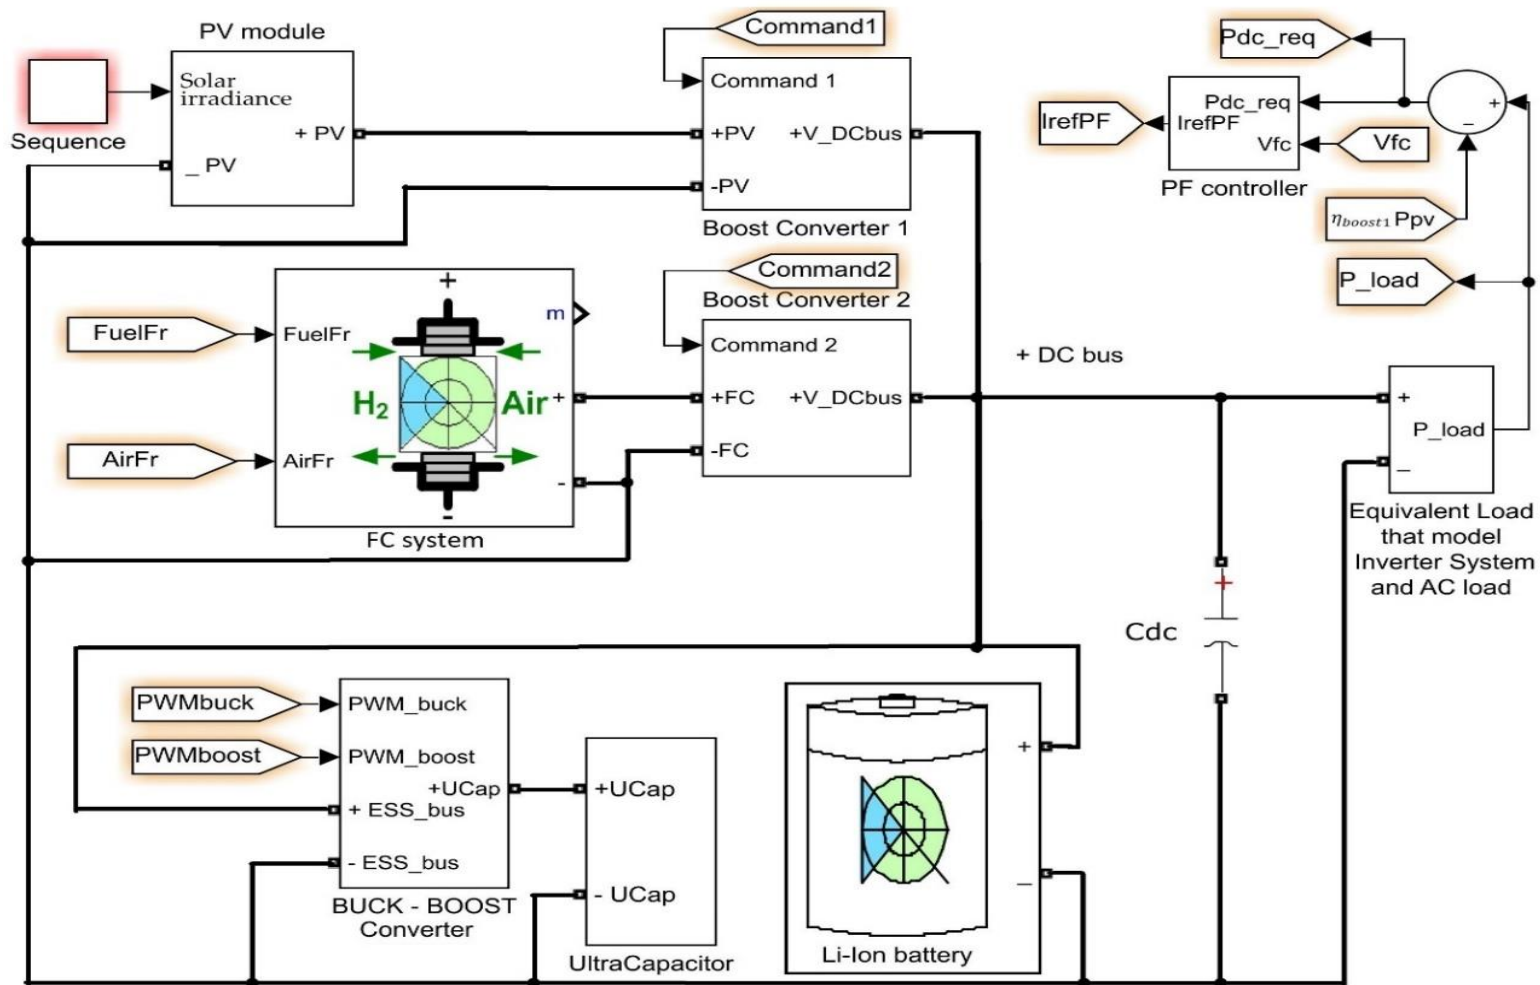 PV module
Sequence
Solar
irradiance
+ PV
_ PV
Command1
Command 1
+PV
+V_DCbus
-PV
Boost Converter 1
Pdc_req
+
_
IrefPF
Pdc_req
IrefPF
Vfc
Vfc
PF controller
η_boost1 Ppv
P_load
FuelFr
AirFr
FuelFr
AirFr
+
m
H₂
Air
+
-
-
FC system
Command2
Boost Converter 2
Command 2
+FC
+V_DCbus
-FC
+ DC bus
+
P_load
_
Equivalent Load
that model
Inverter System
and AC load
+
Cdc
PWMbuck
PWMboost
PWM_buck
PWM_boost
+UCap
+ ESS_bus
- ESS_bus
BUCK - BOOST
Converter
+UCap
- UCap
UltraCapacitor
+
_
Li-Ion battery